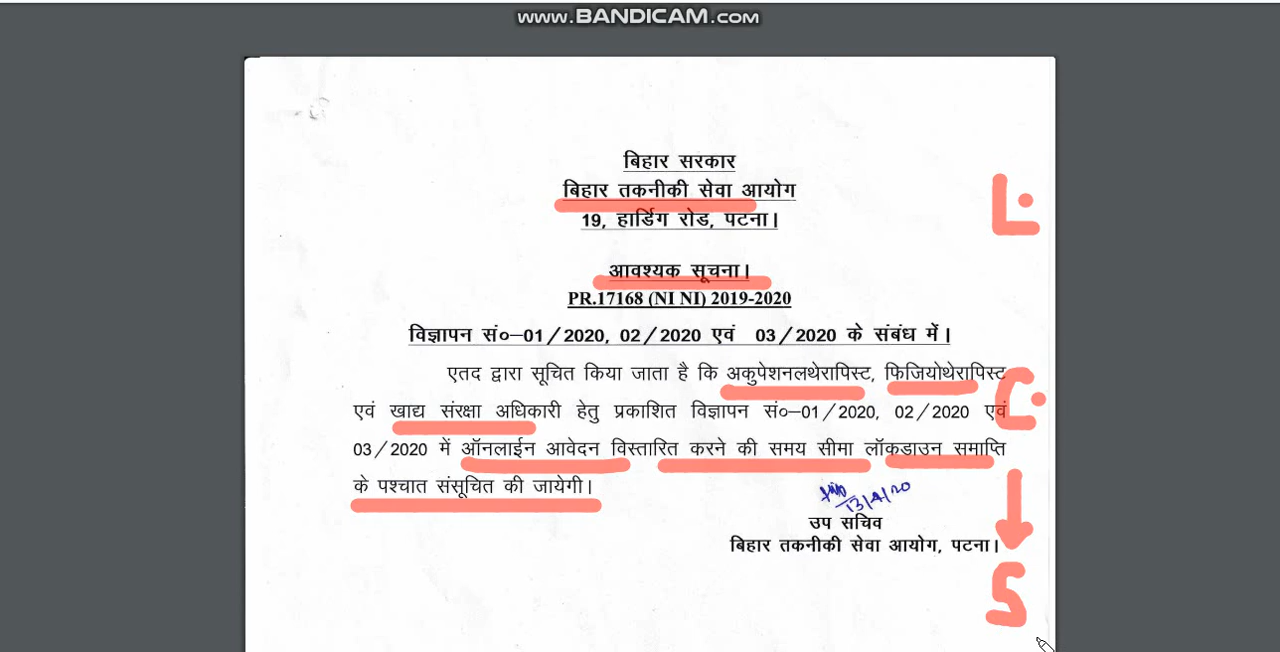 www.BANDICAM.com
बिहार सरकार
बिहार तकनीकी सेवा आयोग
19, हार्डिग रोड, पटना।
आवश्यक सूचना।
PR.17168 (NI NI) 2019-2020
विज्ञापन सं०–01/2020, 02/2020 एवं 03/2020 के संबंध में।
एतद द्वारा सूचित किया जाता है कि अकुपेशनलथेरापिस्ट, फिजियोथेरापिस्ट
एवं खाद्य संरक्षा अधिकारी हेतु प्रकाशित विज्ञापन सं०–01/2020, 02/2020 एवं
03/2020 में ऑनलाईन आवेदन विस्तारित करने की समय सीमा लॉकडाउन समाप्ति
के पश्चात संसूचित की जायेगी।
13/4/20
उप सचिव
बिहार तकनीकी सेवा आयोग, पटना।
L.
C.
S